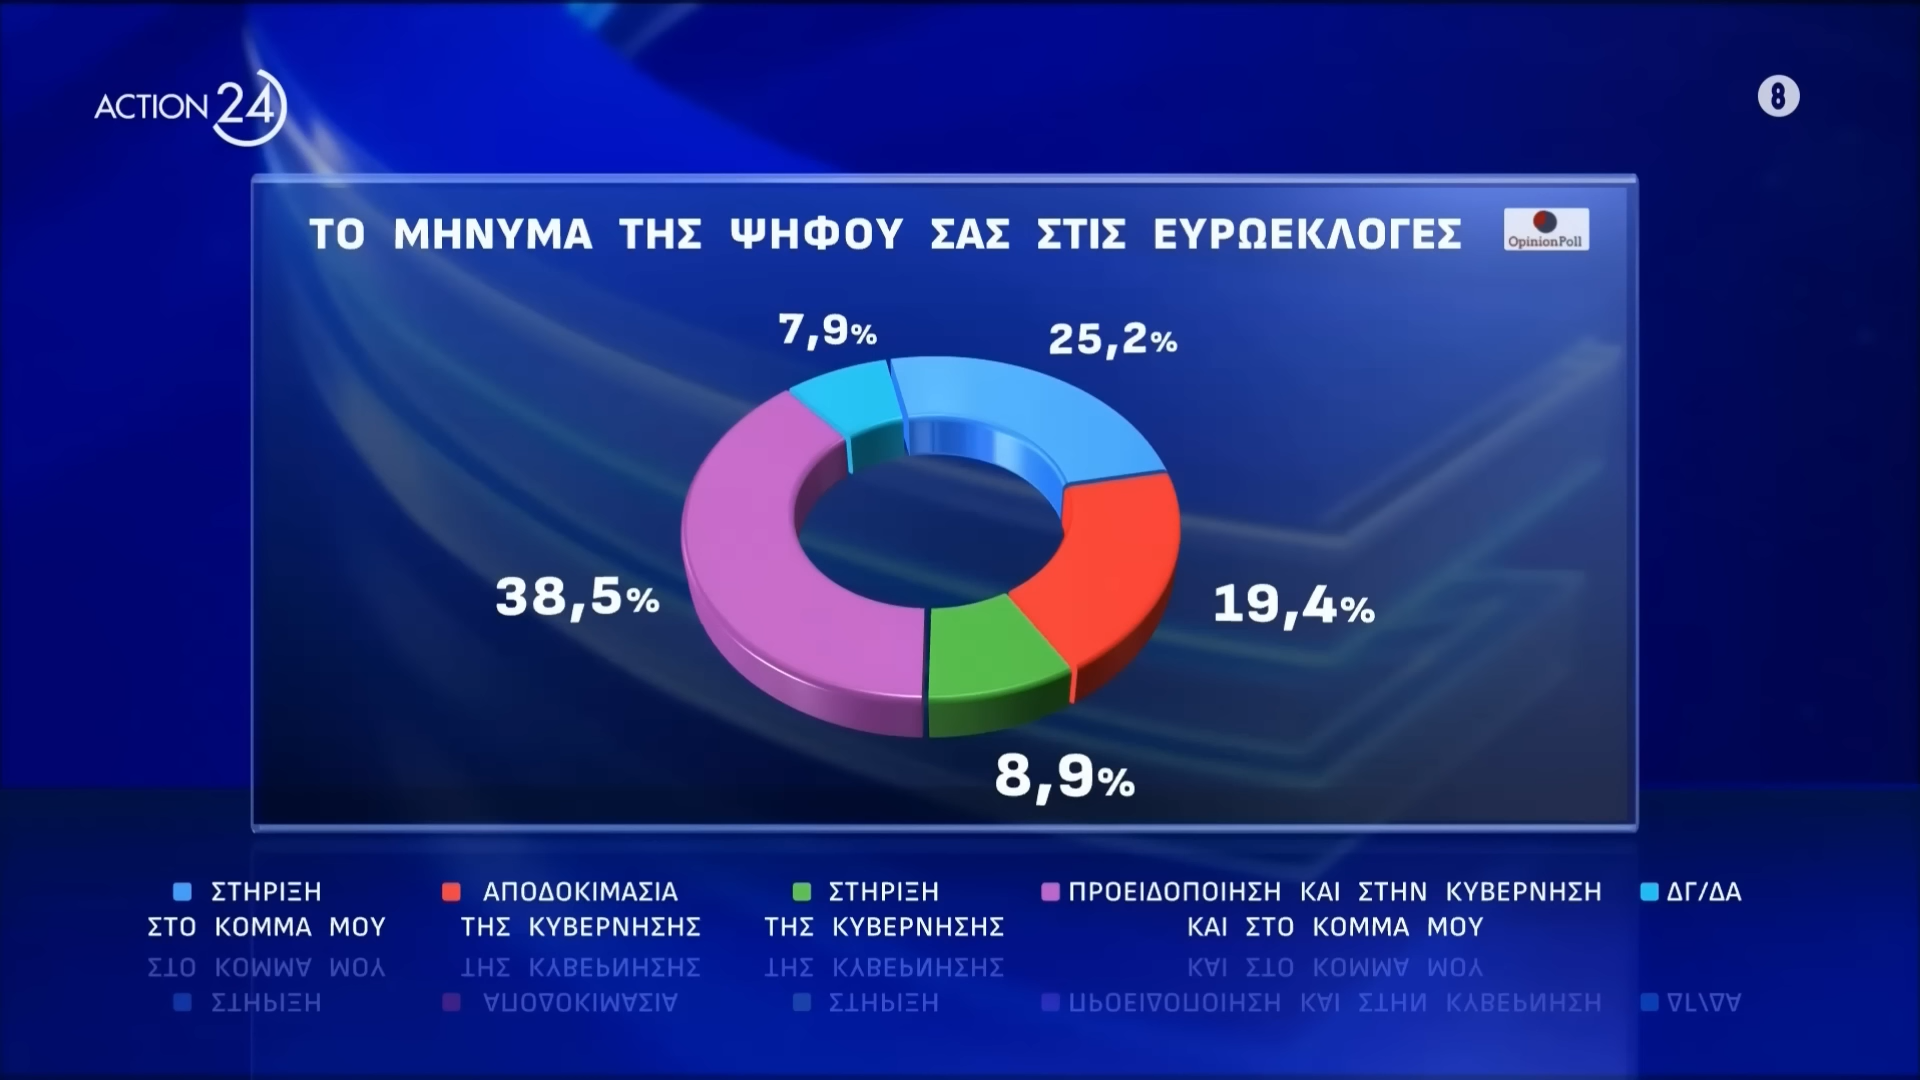 ACTION 24
8
ΤΟ ΜΗΝΥΜΑ ΤΗΣ ΨΗΦΟΥ ΣΑΣ ΣΤΙΣ ΕΥΡΩΕΚΛΟΓΕΣ
OpinionPoll
7,9%
25,2%
38,5%
19,4%
8,9%
ΣΤΗΡΙΞΗ
ΣΤΟ ΚΟΜΜΑ ΜΟΥ
ΑΠΟΔΟΚΙΜΑΣΙΑ
ΤΗΣ ΚΥΒΕΡΝΗΣΗΣ
ΣΤΗΡΙΞΗ
ΤΗΣ ΚΥΒΕΡΝΗΣΗΣ
ΠΡΟΕΙΔΟΠΟΙΗΣΗ ΚΑΙ ΣΤΗΝ ΚΥΒΕΡΝΗΣΗ
ΚΑΙ ΣΤΟ ΚΟΜΜΑ ΜΟΥ
ΔΓ/ΔΑ